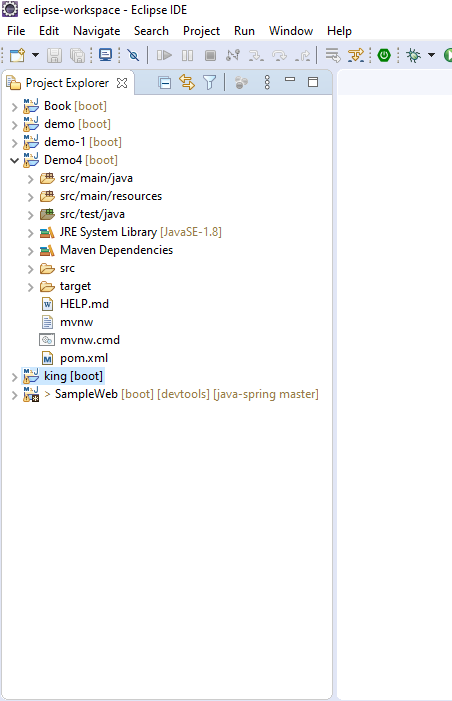 eclipse-workspace - Eclipse IDE
File Edit Navigate Search Project Run Window Help
Project Explorer
Book [boot]
demo [boot]
demo-1 [boot]
Demo4 [boot]
src/main/java
src/main/resources
src/test/java
JRE System Library [JavaSE-1.8]
Maven Dependencies
src
target
HELP.md
mvnw
mvnw.cmd
pom.xml
king [boot]
> SampleWeb [boot] [devtools] [java-spring master]